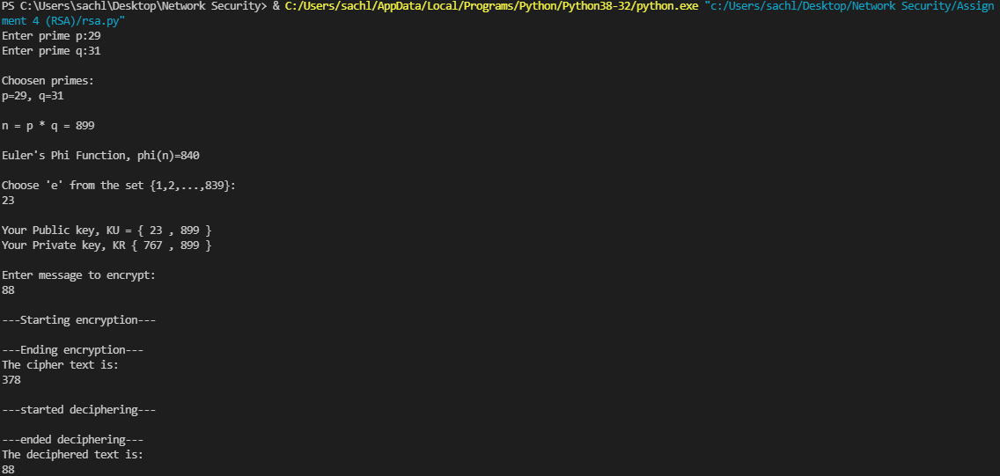 PS C:\Users\sachl\Desktop\Network Security> & C:/Users/sachl/AppData/Local/Programs/Python/Python38-32/python.exe "c:/Users/sachl/Desktop/Network Security/Assign
ment 4 (RSA)/rsa.py"
Enter prime p:29
Enter prime q:31
Choosen primes:
p=29, q=31
n = p * q = 899
Euler's Phi Function, phi(n)=840
Choose 'e' from the set {1,2,...,839}:
23
Your Public key, KU = { 23 , 899 }
Your Private key, KR { 767 , 899 }
Enter message to encrypt:
88
---Starting encryption---
---Ending encryption---
The cipher text is:
378
---started deciphering---
---ended deciphering---
The deciphered text is:
88